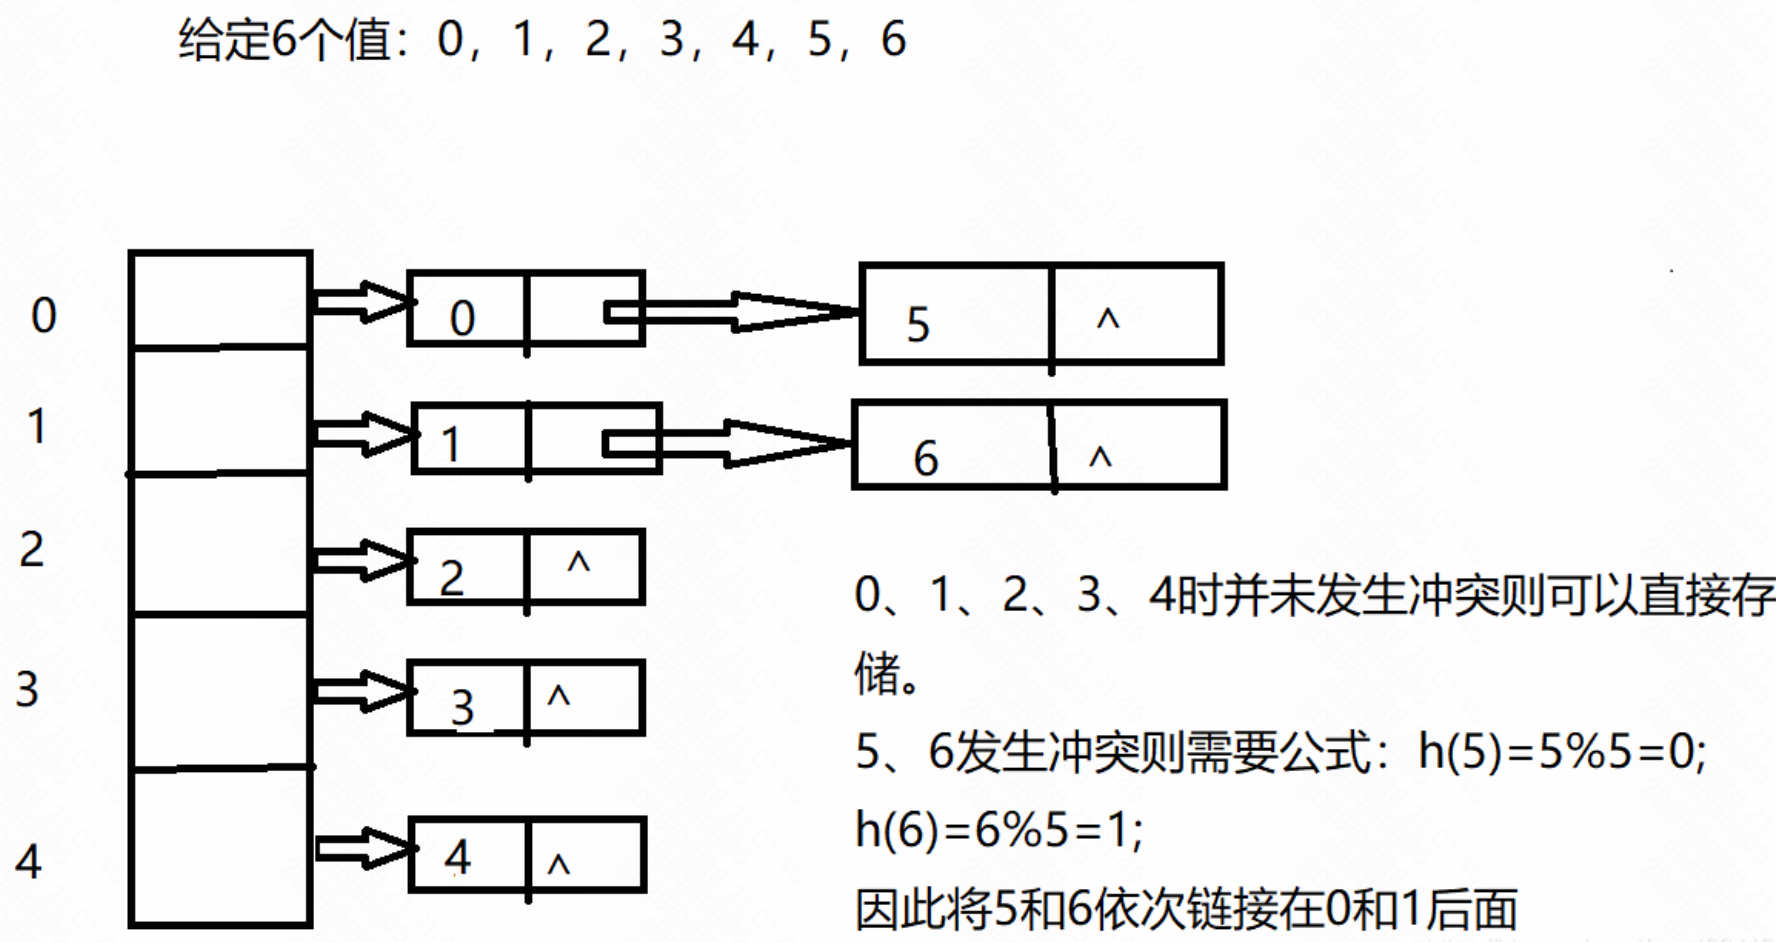 给定6个值：0，1，2，3，4，5，6
0
0
5
^
1
1
6
^
2
2
^
3
3
^
4
4
^
0、1、2、3、4时并未发生冲突则可以直接存
储。
5、6发生冲突则需要公式：h(5)=5%5=0;
h(6)=6%5=1;
因此将5和6依次链接在0和1后面